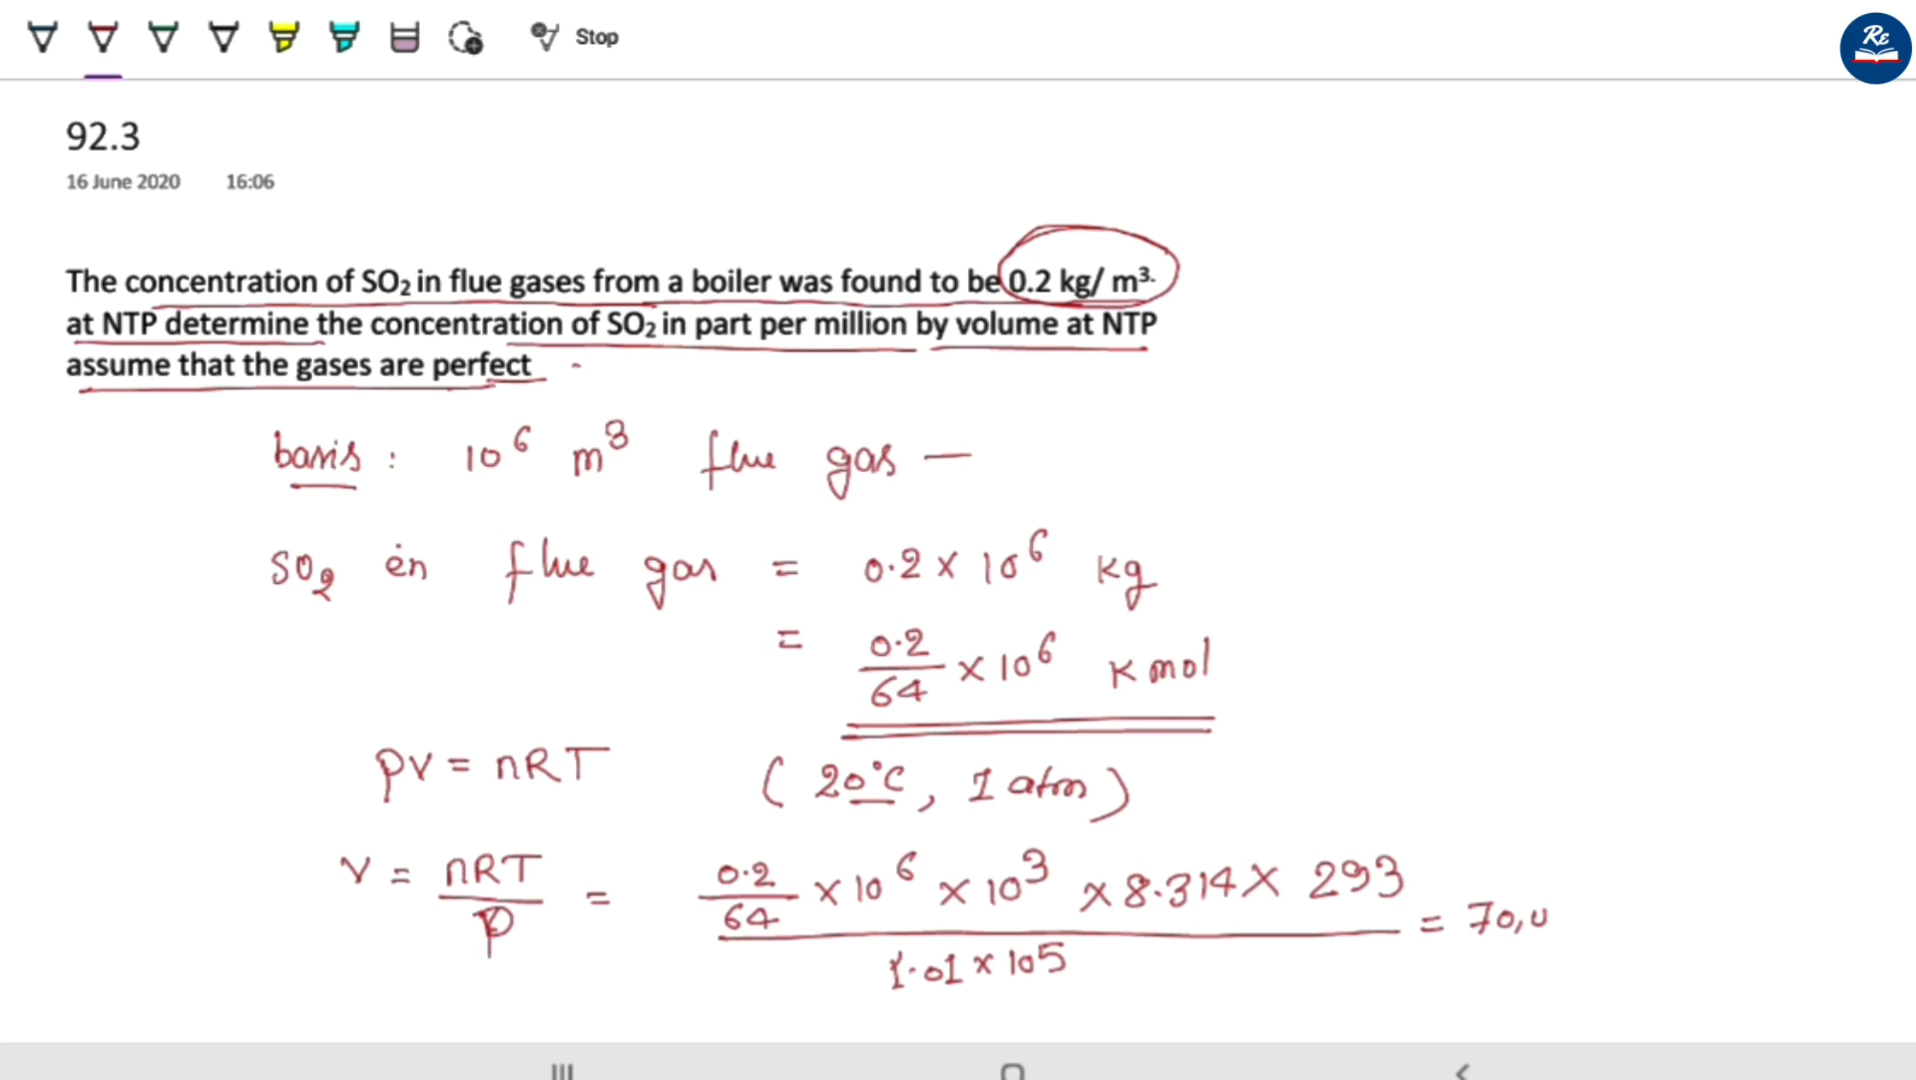 Stop
RE
92.3
16 June 2020 16:06
The concentration of SO₂ in flue gases from a boiler was found to be 0.2 kg/ m³.
at NTP determine the concentration of SO₂ in part per million by volume at NTP
assume that the gases are perfect
basis : 10⁶ m³ flue gas —
SO₂ in flue gas = 0.2 × 10⁶ kg
= 0.2/64 × 10⁶ Kmol
PV = nRT ( 20°C, 1 atm )
V = nRT/P = (0.2/64 × 10⁶ × 10³ × 8.314 × 293)/(1.01 × 10⁵) = 70,0